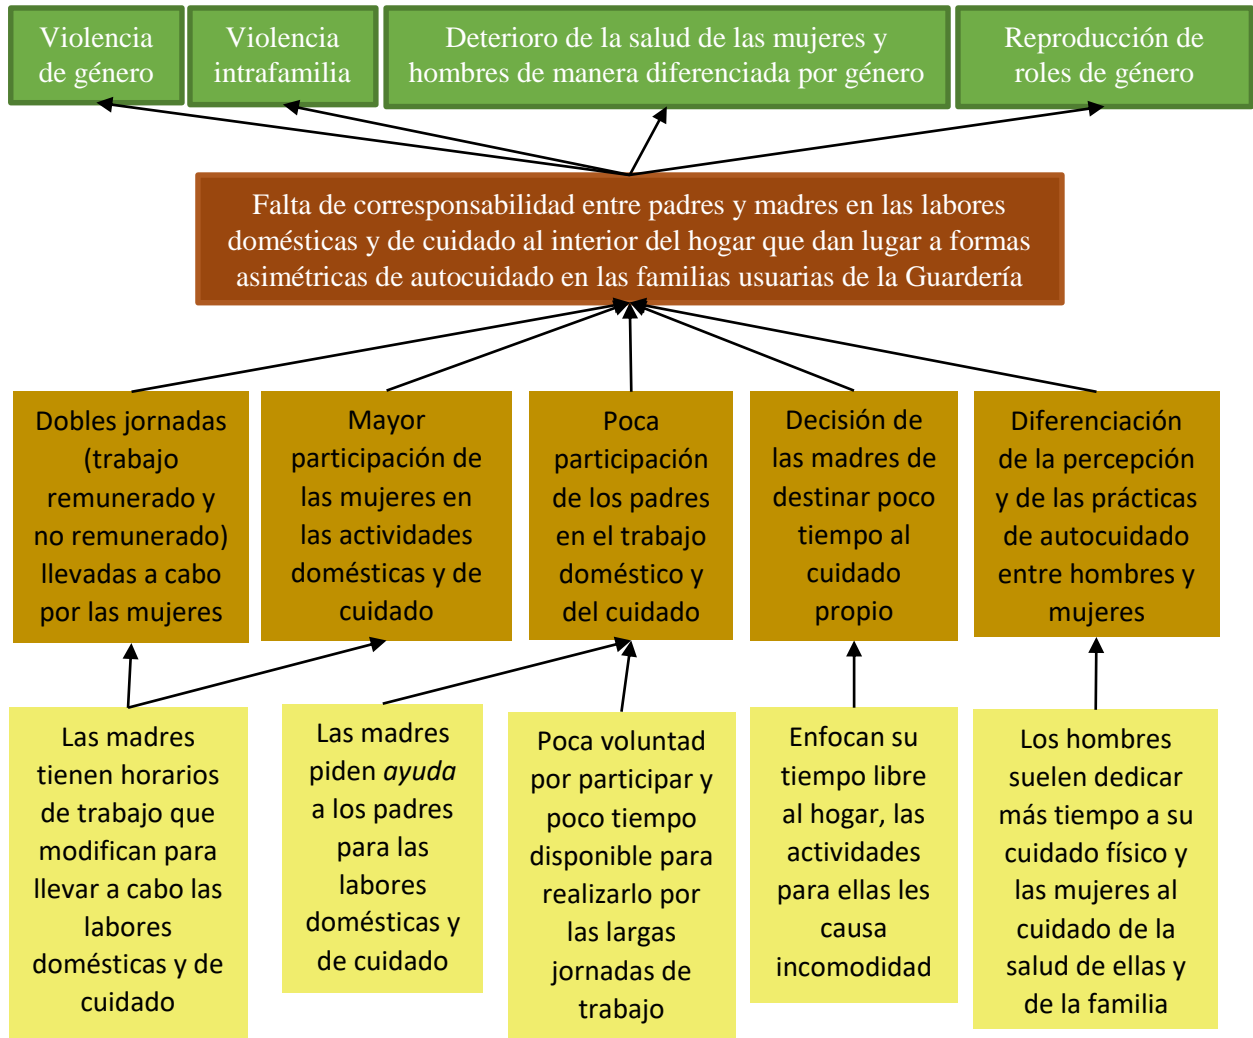 Violencia
de género
Violencia
intrafamilia
Deterioro de la salud de las mujeres y
hombres de manera diferenciada por género
Reproducción de
roles de género
Falta de corresponsabilidad entre padres y madres en las labores
domésticas y de cuidado al interior del hogar que dan lugar a formas
asimétricas de autocuidado en las familias usuarias de la Guardería
Dobles jornadas
(trabajo
remunerado y
no remunerado)
llevadas a cabo
por las mujeres
Mayor
participación de
las mujeres en
las actividades
domésticas y de
cuidado
Poca
participación
de los padres
en el trabajo
doméstico y
del cuidado
Decisión de
las madres de
destinar poco
tiempo al
cuidado
propio
Diferenciación
de la percepción
y de las prácticas
de autocuidado
entre hombres y
mujeres
Las madres
tienen horarios
de trabajo que
modifican para
llevar a cabo las
labores
domésticas y de
cuidado
Las madres
piden ayuda
a los padres
para las
labores
domésticas y
de cuidado
Poca voluntad
por participar y
poco tiempo
disponible para
realizarlo por
las largas
jornadas de
trabajo
Enfocan su
tiempo libre
al hogar, las
actividades
para ellas les
causa
incomodidad
Los hombres
suelen dedicar
más tiempo a su
cuidado físico y
las mujeres al
cuidado de la
salud de ellas y
de la familia